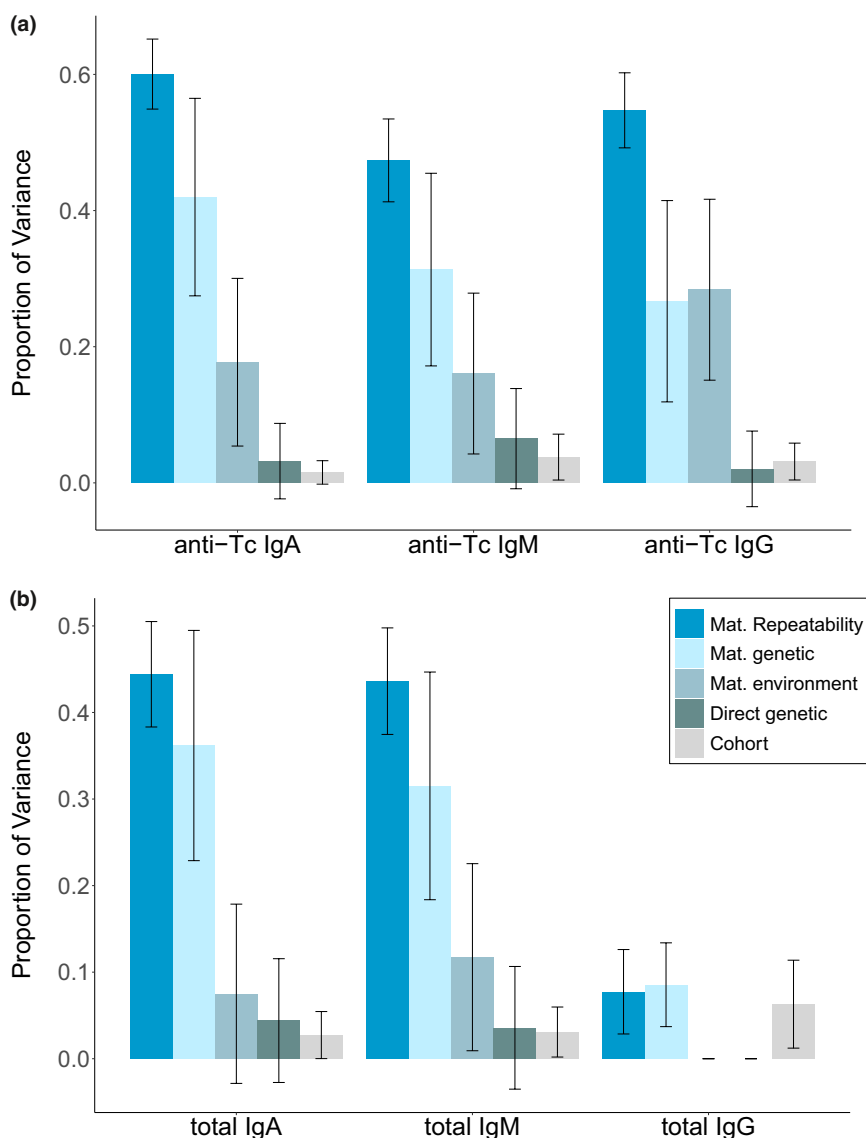 (a)
Proportion of Variance
0.6
0.4
0.2
0.0
anti−Tc IgA
anti−Tc IgM
anti−Tc IgG
(b)
Proportion of Variance
0.5
0.4
0.3
0.2
0.1
0.0
total IgA
total IgM
total IgG
Mat. Repeatability
Mat. genetic
Mat. environment
Direct genetic
Cohort